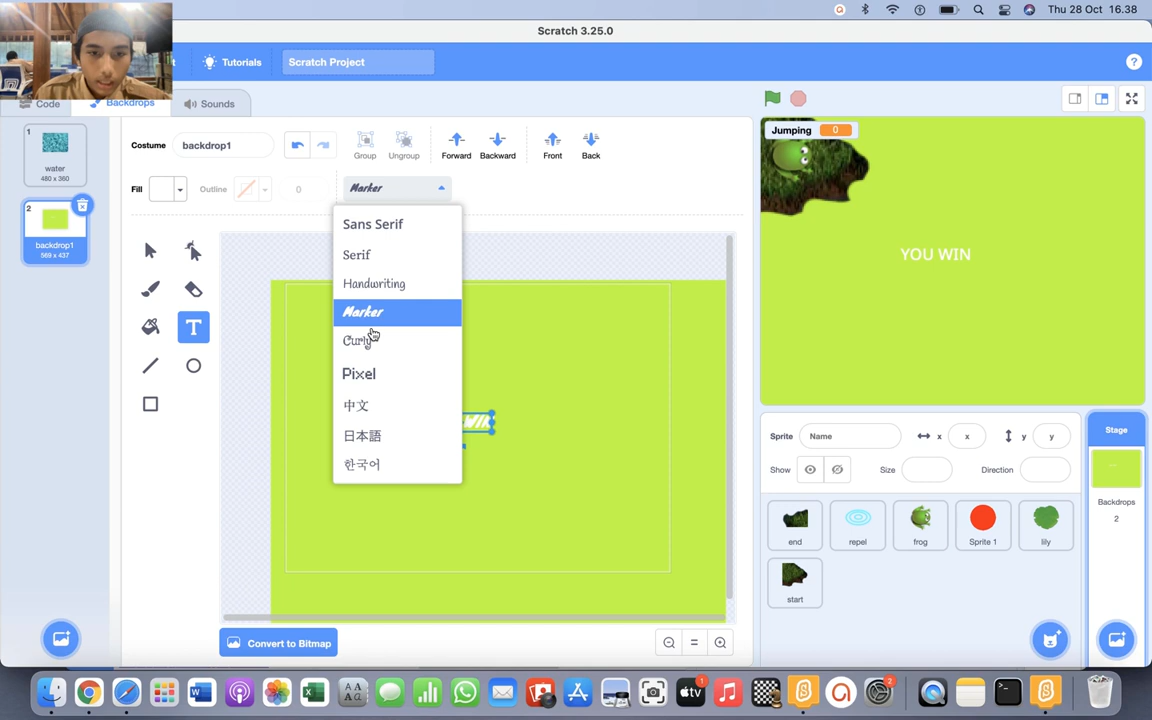 Thu 28 Oct 16.38
Scratch 3.25.0
Tutorials
Scratch Project
Code
Backdrops
Sounds
1
water
480 x 360
2
backdrop1
569 x 437
Costume
backdrop1
Group
Ungroup
Forward
Backward
Front
Back
Fill
Outline
0
Marker
Sans Serif
Serif
Handwriting
Marker
Curly
Pixel
中文
日本語
한국어
T
Convert to Bitmap
Jumping 0
YOU WIN
Sprite
Name
x
x
y
y
Show
Size
Direction
end
repel
frog
Sprite 1
lily
start
Stage
Backdrops
2